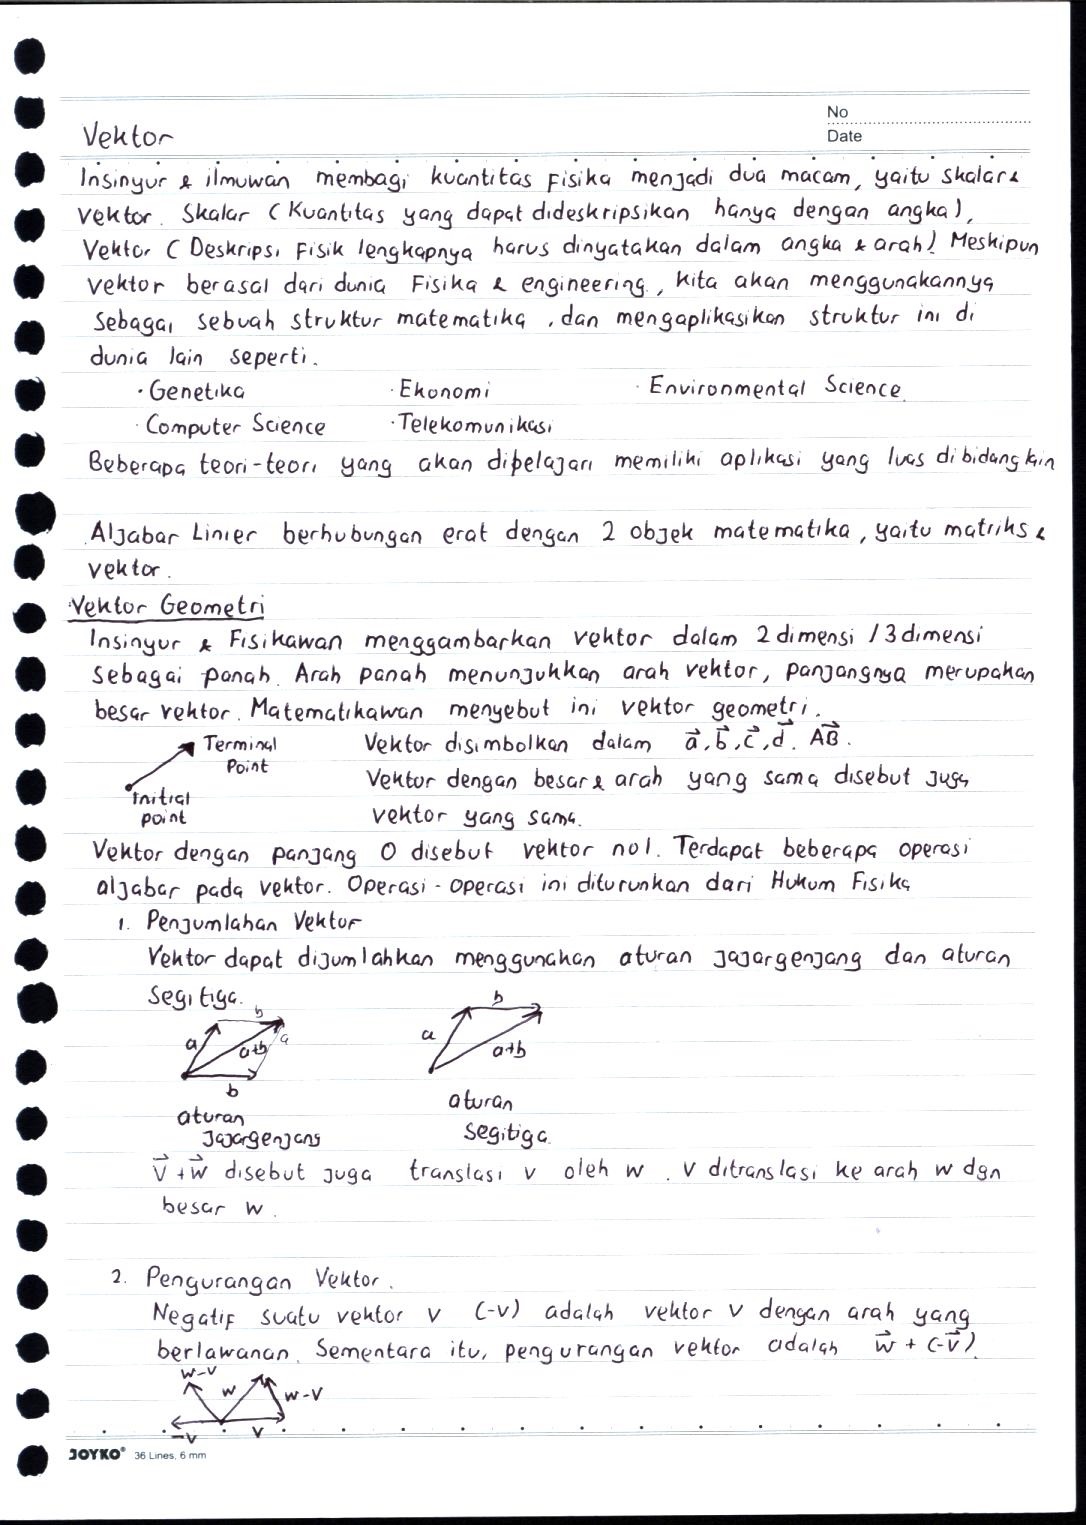 No
Date
Vektor
Insinyur & ilmuwan membagi kuantitas fisika menjadi dua macam, yaitu skalar &
vektor. Skalar (Kuantitas yang dapat dideskripsikan hanya dengan angka),
Vektor (Deskripsi fisik lengkapnya harus dinyatakan dalam angka & arah). Meskipun
vektor berasal dari dunia Fisika & engineering, kita akan menggunakannya
sebagai sebuah struktur matematika, dan mengaplikasikan struktur ini di
dunia lain seperti.
· Genetika · Ekonomi · Environmental Science
· Computer Science · Telekomunikasi
Beberapa teori-teori yang akan dipelajari memiliki aplikasi yang luas di bidang lain
Aljabar Linier berhubungan erat dengan 2 objek matematika, yaitu matriks &
vektor.
Vektor Geometri
Insinyur & Fisikawan menggambarkan vektor dalam 2 dimensi / 3 dimensi
sebagai panah. Arah panah menunjukkan arah vektor, panjangnya merupakan
besar vektor. Matematikawan menyebut ini vektor geometri.
Terminal
Point
Initial
point
Vektor disimbolkan dalam a⃗, b⃗, c⃗, d⃗. AB⃗.
Vektor dengan besar & arah yang sama disebut juga
vektor yang sama.
Vektor dengan panjang 0 disebut vektor nol. Terdapat beberapa operasi
aljabar pada vektor. Operasi-operasi ini diturunkan dari Hukum Fisika
1. Penjumlahan Vektor
Vektor dapat dijumlahkan menggunakan aturan jajargenjang dan aturan
segitiga.
b
a
a+b
a
b
aturan
jajargenjang
b
a
a+b
aturan
segitiga.
v⃗ + w⃗ disebut juga translasi v oleh w. v ditranslasi ke arah w dgn
besar w.
2. Pengurangan Vektor.
Negatif suatu vektor v (-v) adalah vektor v dengan arah yang
berlawanan. Sementara itu, pengurangan vektor adalah w⃗ + (-v⃗)
w-v
w
w-v
-v
v
JOYKO® 36 Lines, 6 mm